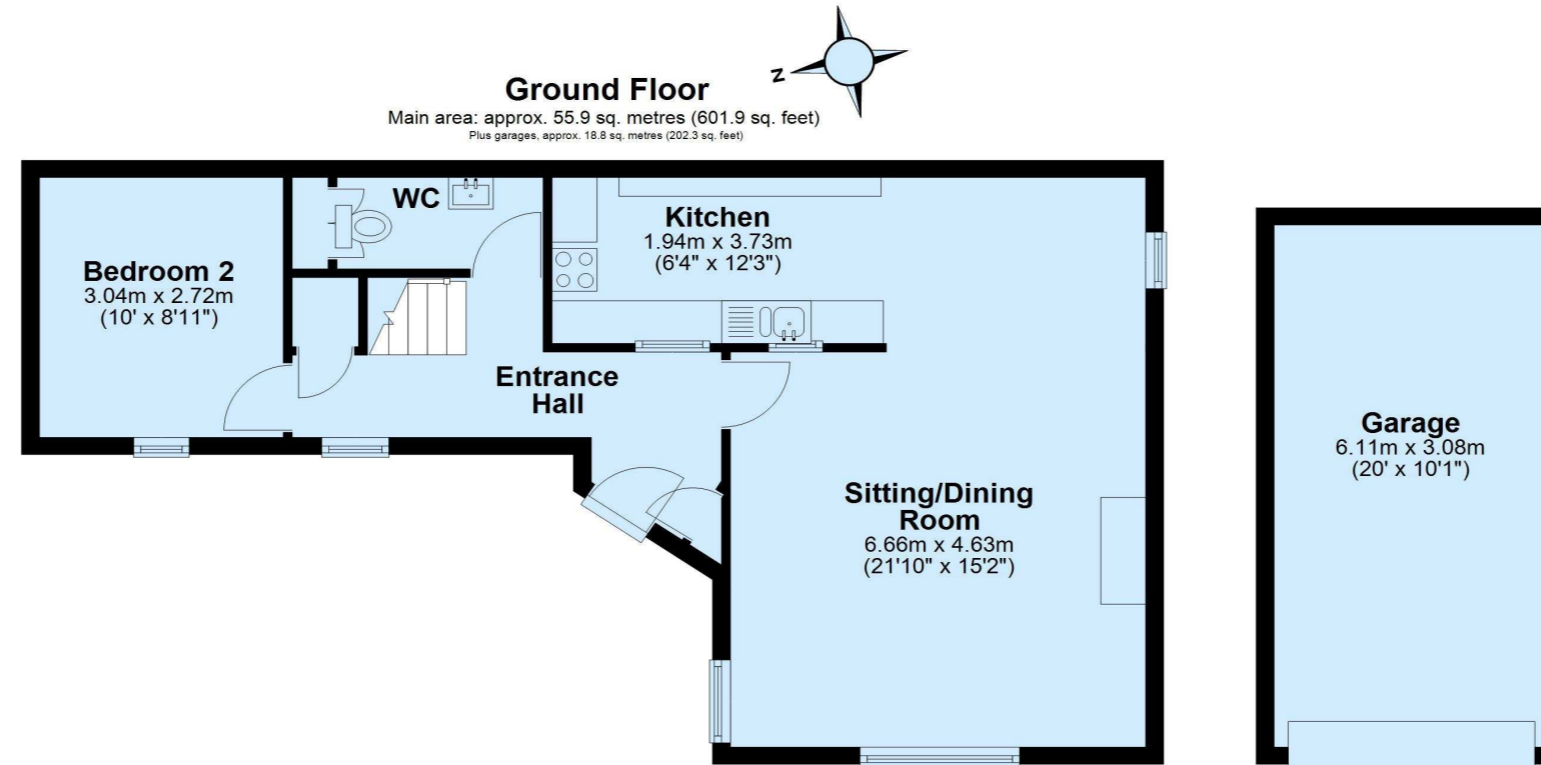 N
Ground Floor
Main area: approx. 55.9 sq. metres (601.9 sq. feet)
Plus garages, approx. 18.8 sq. metres (202.3 sq. feet)
WC
Kitchen
1.94m x 3.73m
(6'4" x 12'3")
Bedroom 2
3.04m x 2.72m
(10' x 8'11")
Entrance
Hall
Sitting/Dining
Room
6.66m x 4.63m
(21'10" x 15'2")
Garage
6.11m x 3.08m
(20' x 10'1")